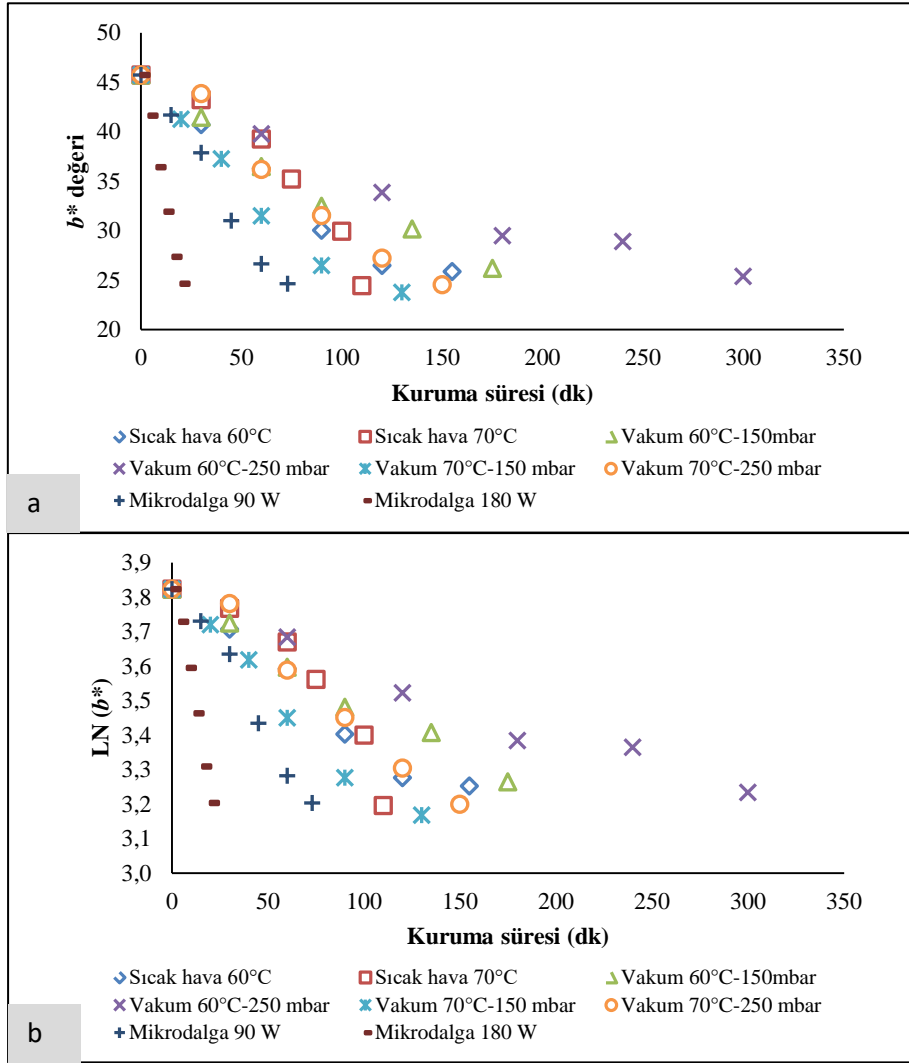 50
45
40
35
30
25
20
b* değeri
0 50 100 150 200 250 300 350
Kuruma süresi (dk)
Sıcak hava 60°C Sıcak hava 70°C Vakum 60°C-150mbar
Vakum 60°C-250 mbar Vakum 70°C-150 mbar Vakum 70°C-250 mbar
Mikrodalga 90 W Mikrodalga 180 W
a
3,9
3,8
3,7
3,6
3,5
3,4
3,3
3,2
3,1
3,0
LN (b*)
0 50 100 150 200 250 300 350
Kuruma süresi (dk)
Sıcak hava 60°C Sıcak hava 70°C Vakum 60°C-150mbar
Vakum 60°C-250 mbar Vakum 70°C-150 mbar Vakum 70°C-250 mbar
Mikrodalga 90 W Mikrodalga 180 W
b